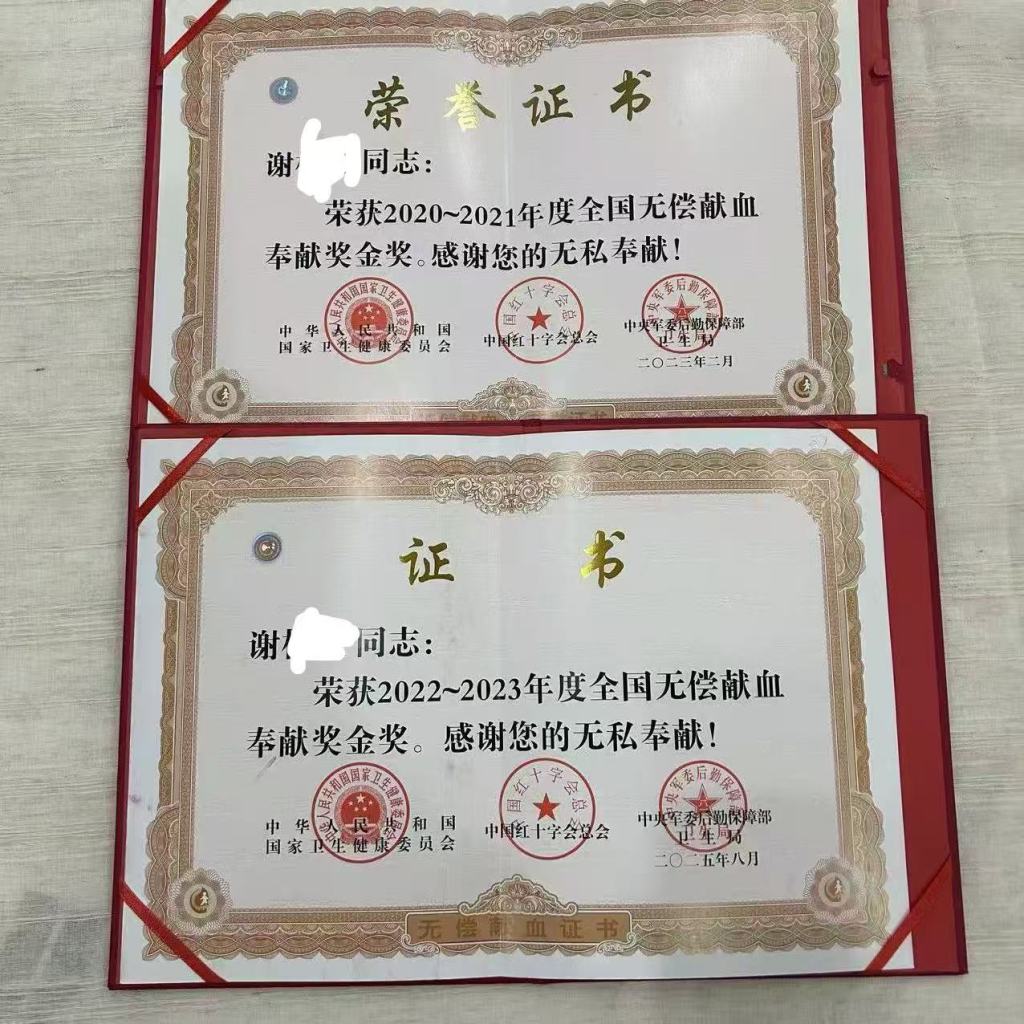 荣誉证书
谢 同志：
荣获2020~2021年度全国无偿献血
奉献奖金奖。感谢您的无私奉献！
中华人民共和国
国家卫生健康委员会
中国红十字会总会
中央军委后勤保障部
卫生局
二〇二三年二月
证书
谢 同志：
荣获2022~2023年度全国无偿献血
奉献奖金奖。感谢您的无私奉献！
中华人民共和国
国家卫生健康委员会
中国红十字会总会
中央军委后勤保障部
卫生局
二〇二五年八月
无偿献血证书